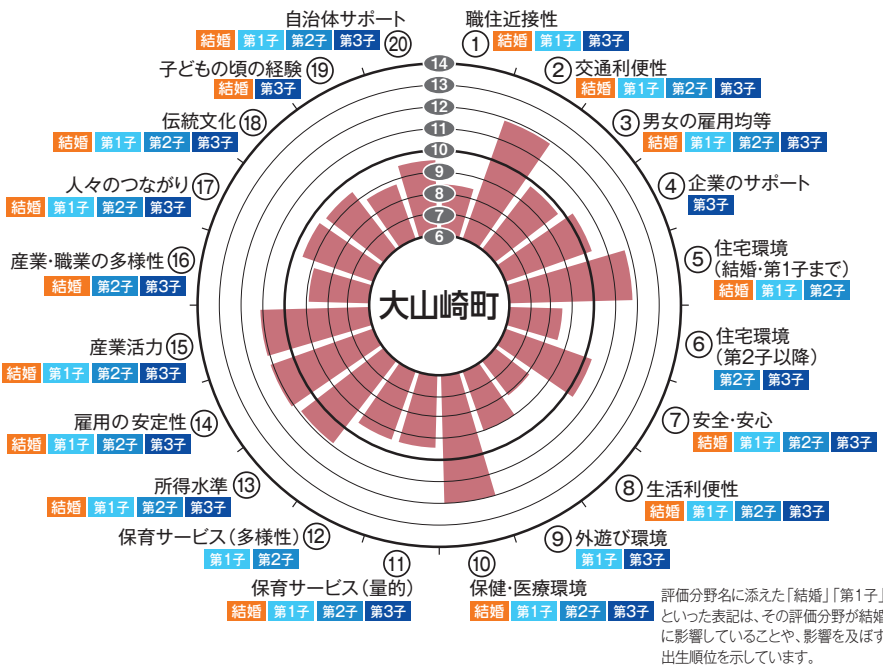 自治体サポート
⑳
結婚 第1子 第2子 第3子
職住近接性
①
結婚 第1子 第3子
② 交通利便性
結婚 第1子 第2子 第3子
③ 男女の雇用均等
結婚 第1子 第2子 第3子
④ 企業のサポート
第3子
⑤ 住宅環境
(結婚・第1子まで)
結婚 第1子 第2子
⑥ 住宅環境
(第2子以降)
第2子 第3子
⑦ 安全・安心
結婚 第1子 第2子 第3子
⑧ 生活利便性
結婚 第1子 第2子 第3子
⑨ 外遊び環境
第1子 第3子
⑩
保健・医療環境
結婚 第1子 第2子 第3子
⑪
保育サービス(量的)
結婚 第1子 第2子 第3子
保育サービス(多様性) ⑫
第1子 第2子
所得水準 ⑬
結婚 第1子 第2子 第3子
雇用の安定性 ⑭
結婚 第1子 第2子 第3子
産業活力 ⑮
結婚 第1子 第2子 第3子
産業・職業の多様性 ⑯
結婚 第2子 第3子
人々のつながり ⑰
結婚 第1子 第2子 第3子
伝統文化 ⑱
結婚 第1子 第2子 第3子
子どもの頃の経験 ⑲
結婚 第3子
14
13
12
11
10
9
8
7
6
大山崎町
評価分野名に添えた「結婚」「第1子」
といった表記は、その評価分野が結婚
に影響していることや、影響を及ぼす
出生順位を示しています。